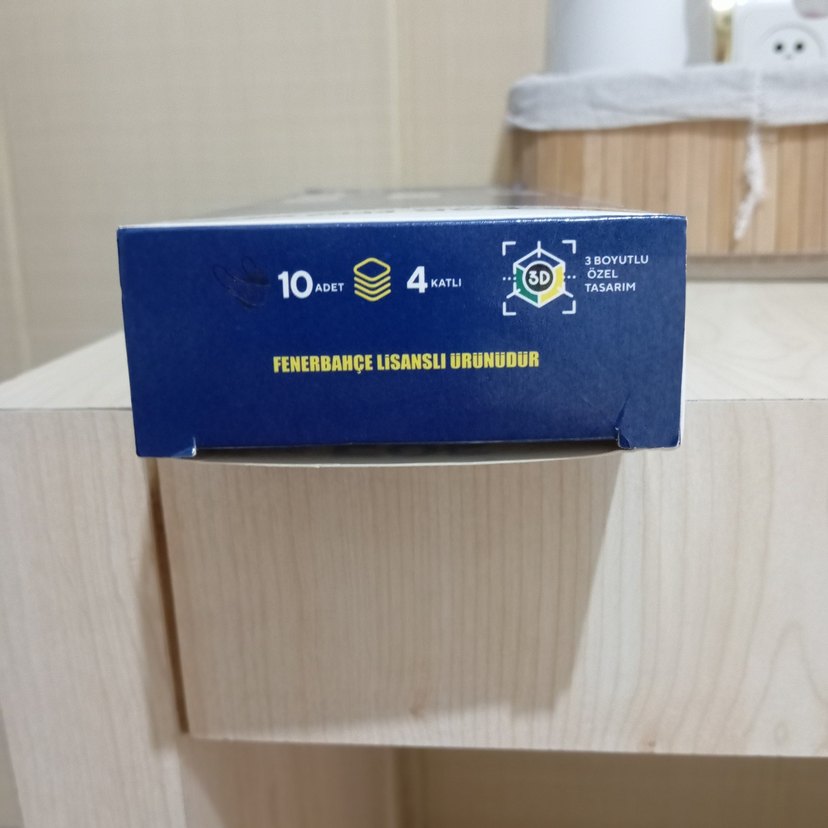 10 ADET
4 KATLI
3D
3 BOYUTLU
ÖZEL
TASARIM
FENERBAHÇE LİSANSLI ÜRÜNÜDÜR